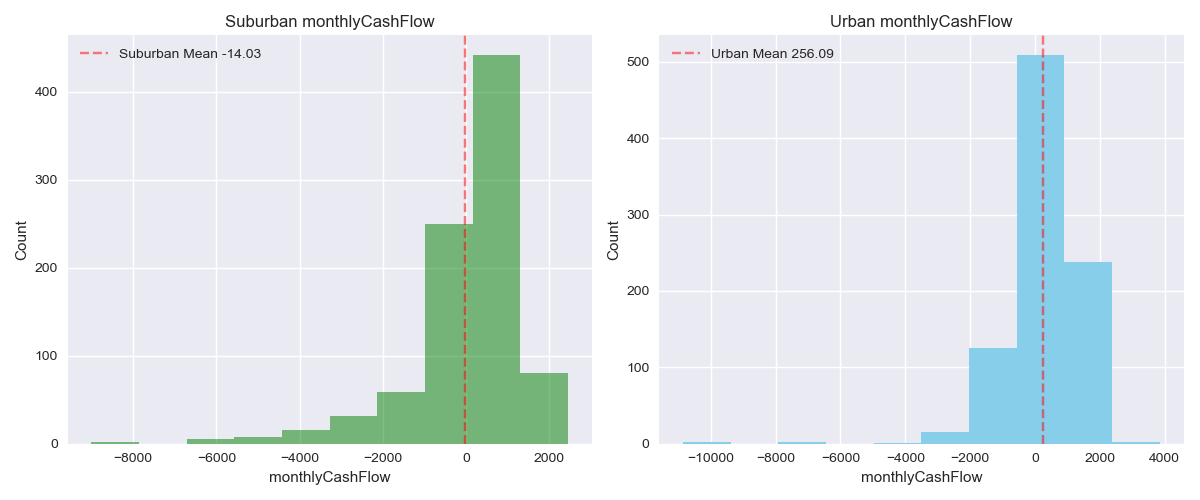 Suburban monthlyCashFlow
Suburban Mean -14.03
Count
400
300
200
100
0
−8000 −6000 −4000 −2000 0 2000
monthlyCashFlow
Urban monthlyCashFlow
Urban Mean 256.09
Count
500
400
300
200
100
0
−10000 −8000 −6000 −4000 −2000 0 2000 4000
monthlyCashFlow